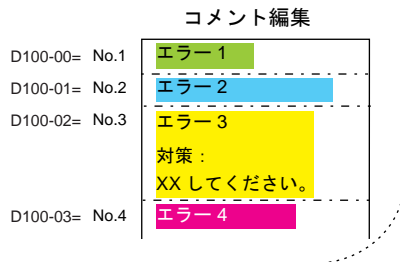 コメント編集
D100-00= No.1 エラー 1
D100-01= No.2 エラー 2
D100-02= No.3 エラー 3
対策：
XX してください。
D100-03= No.4 エラー 4